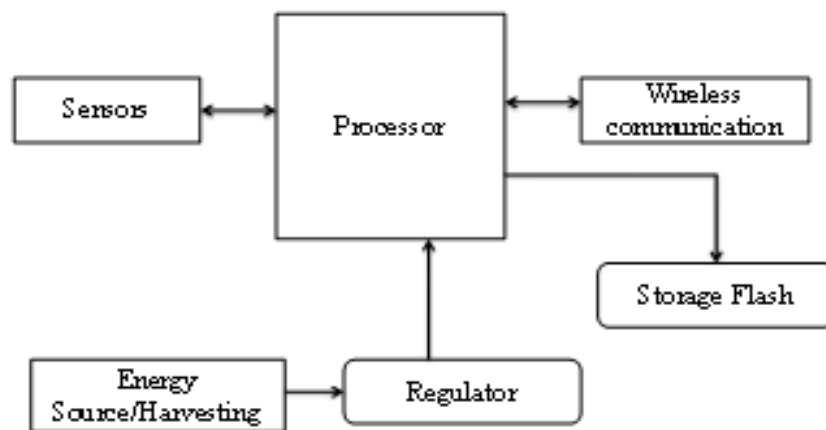 Sensors
Processor
Wireless
communication
Storage Flash
Energy
Source/Harvesting
Regulator